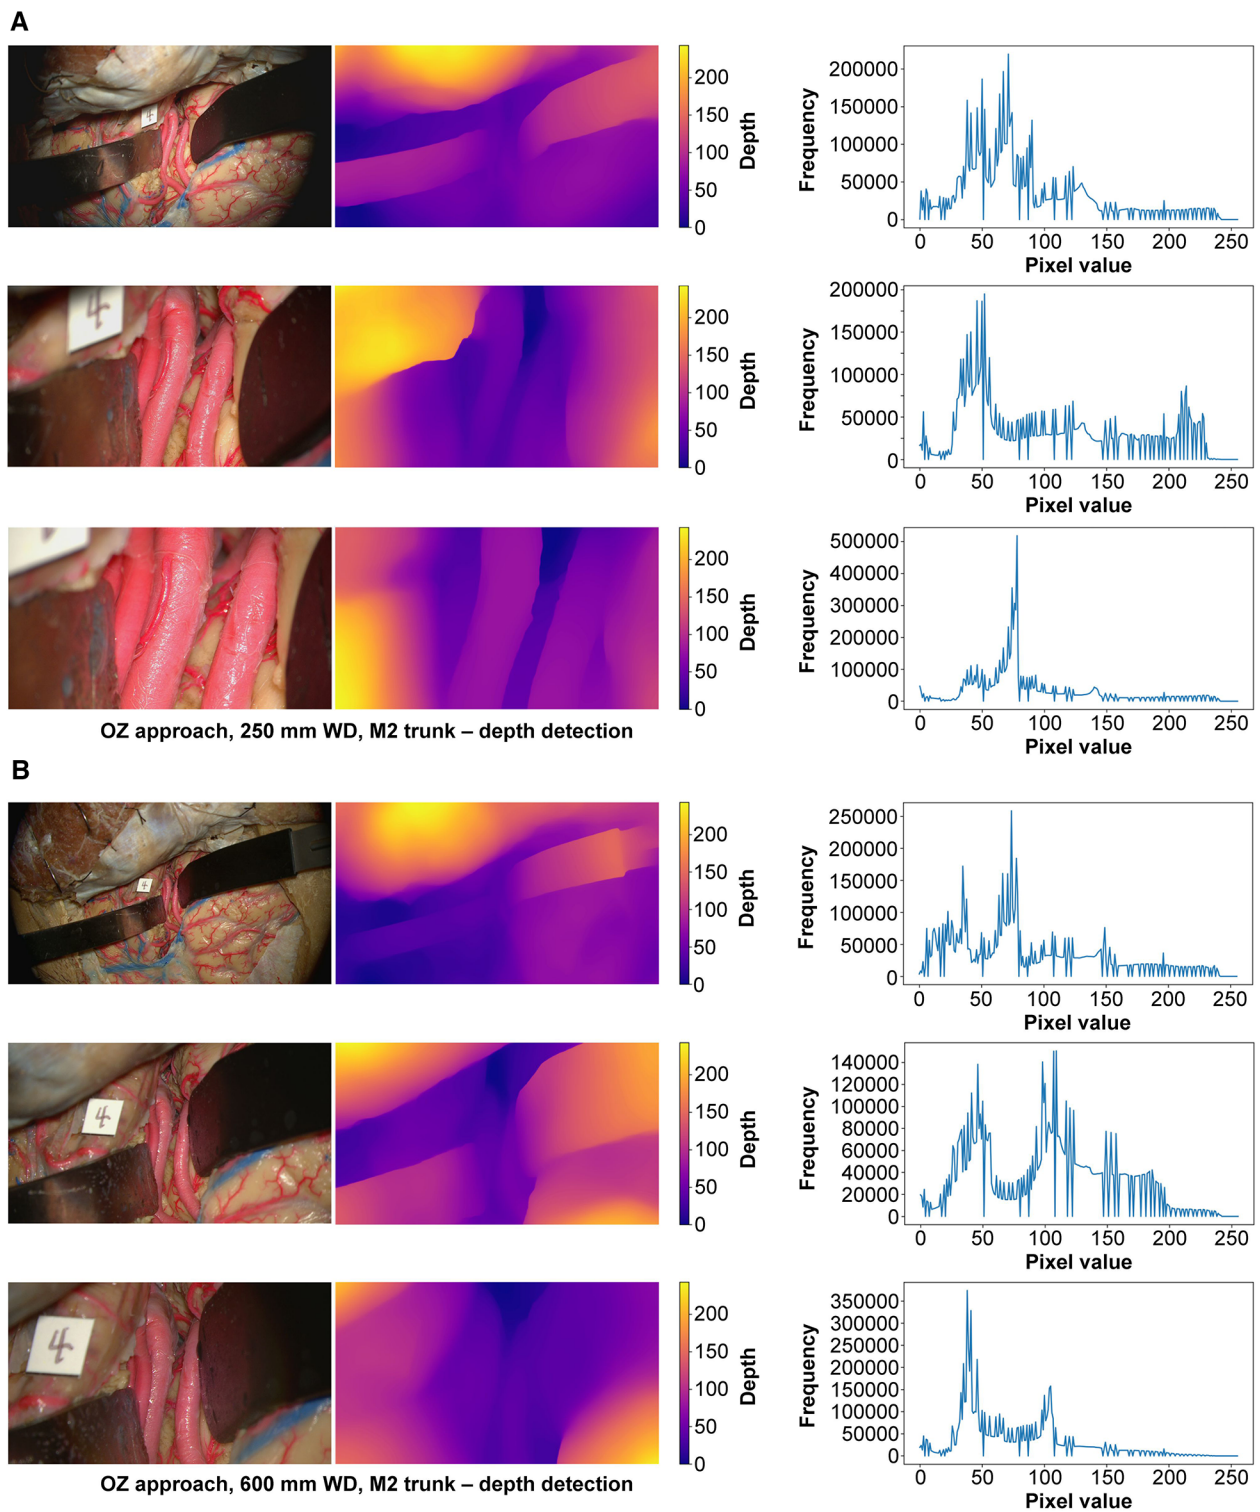 A
4
200
150
100
50
0
Depth
200000
150000
100000
50000
0
Frequency
0 50 100 150 200 250
Pixel value
4
200
150
100
50
0
Depth
200000
150000
100000
50000
0
Frequency
0 50 100 150 200 250
Pixel value
200
150
100
50
0
Depth
500000
400000
300000
200000
100000
0
Frequency
0 50 100 150 200 250
Pixel value
OZ approach, 250 mm WD, M2 trunk – depth detection
B
4
200
150
100
50
0
Depth
250000
200000
150000
100000
50000
0
Frequency
0 50 100 150 200 250
Pixel value
4
200
150
100
50
0
Depth
140000
120000
100000
80000
60000
40000
20000
0
Frequency
0 50 100 150 200 250
Pixel value
4
200
150
100
50
0
Depth
350000
300000
250000
200000
150000
100000
50000
0
Frequency
0 50 100 150 200 250
Pixel value
OZ approach, 600 mm WD, M2 trunk – depth detection